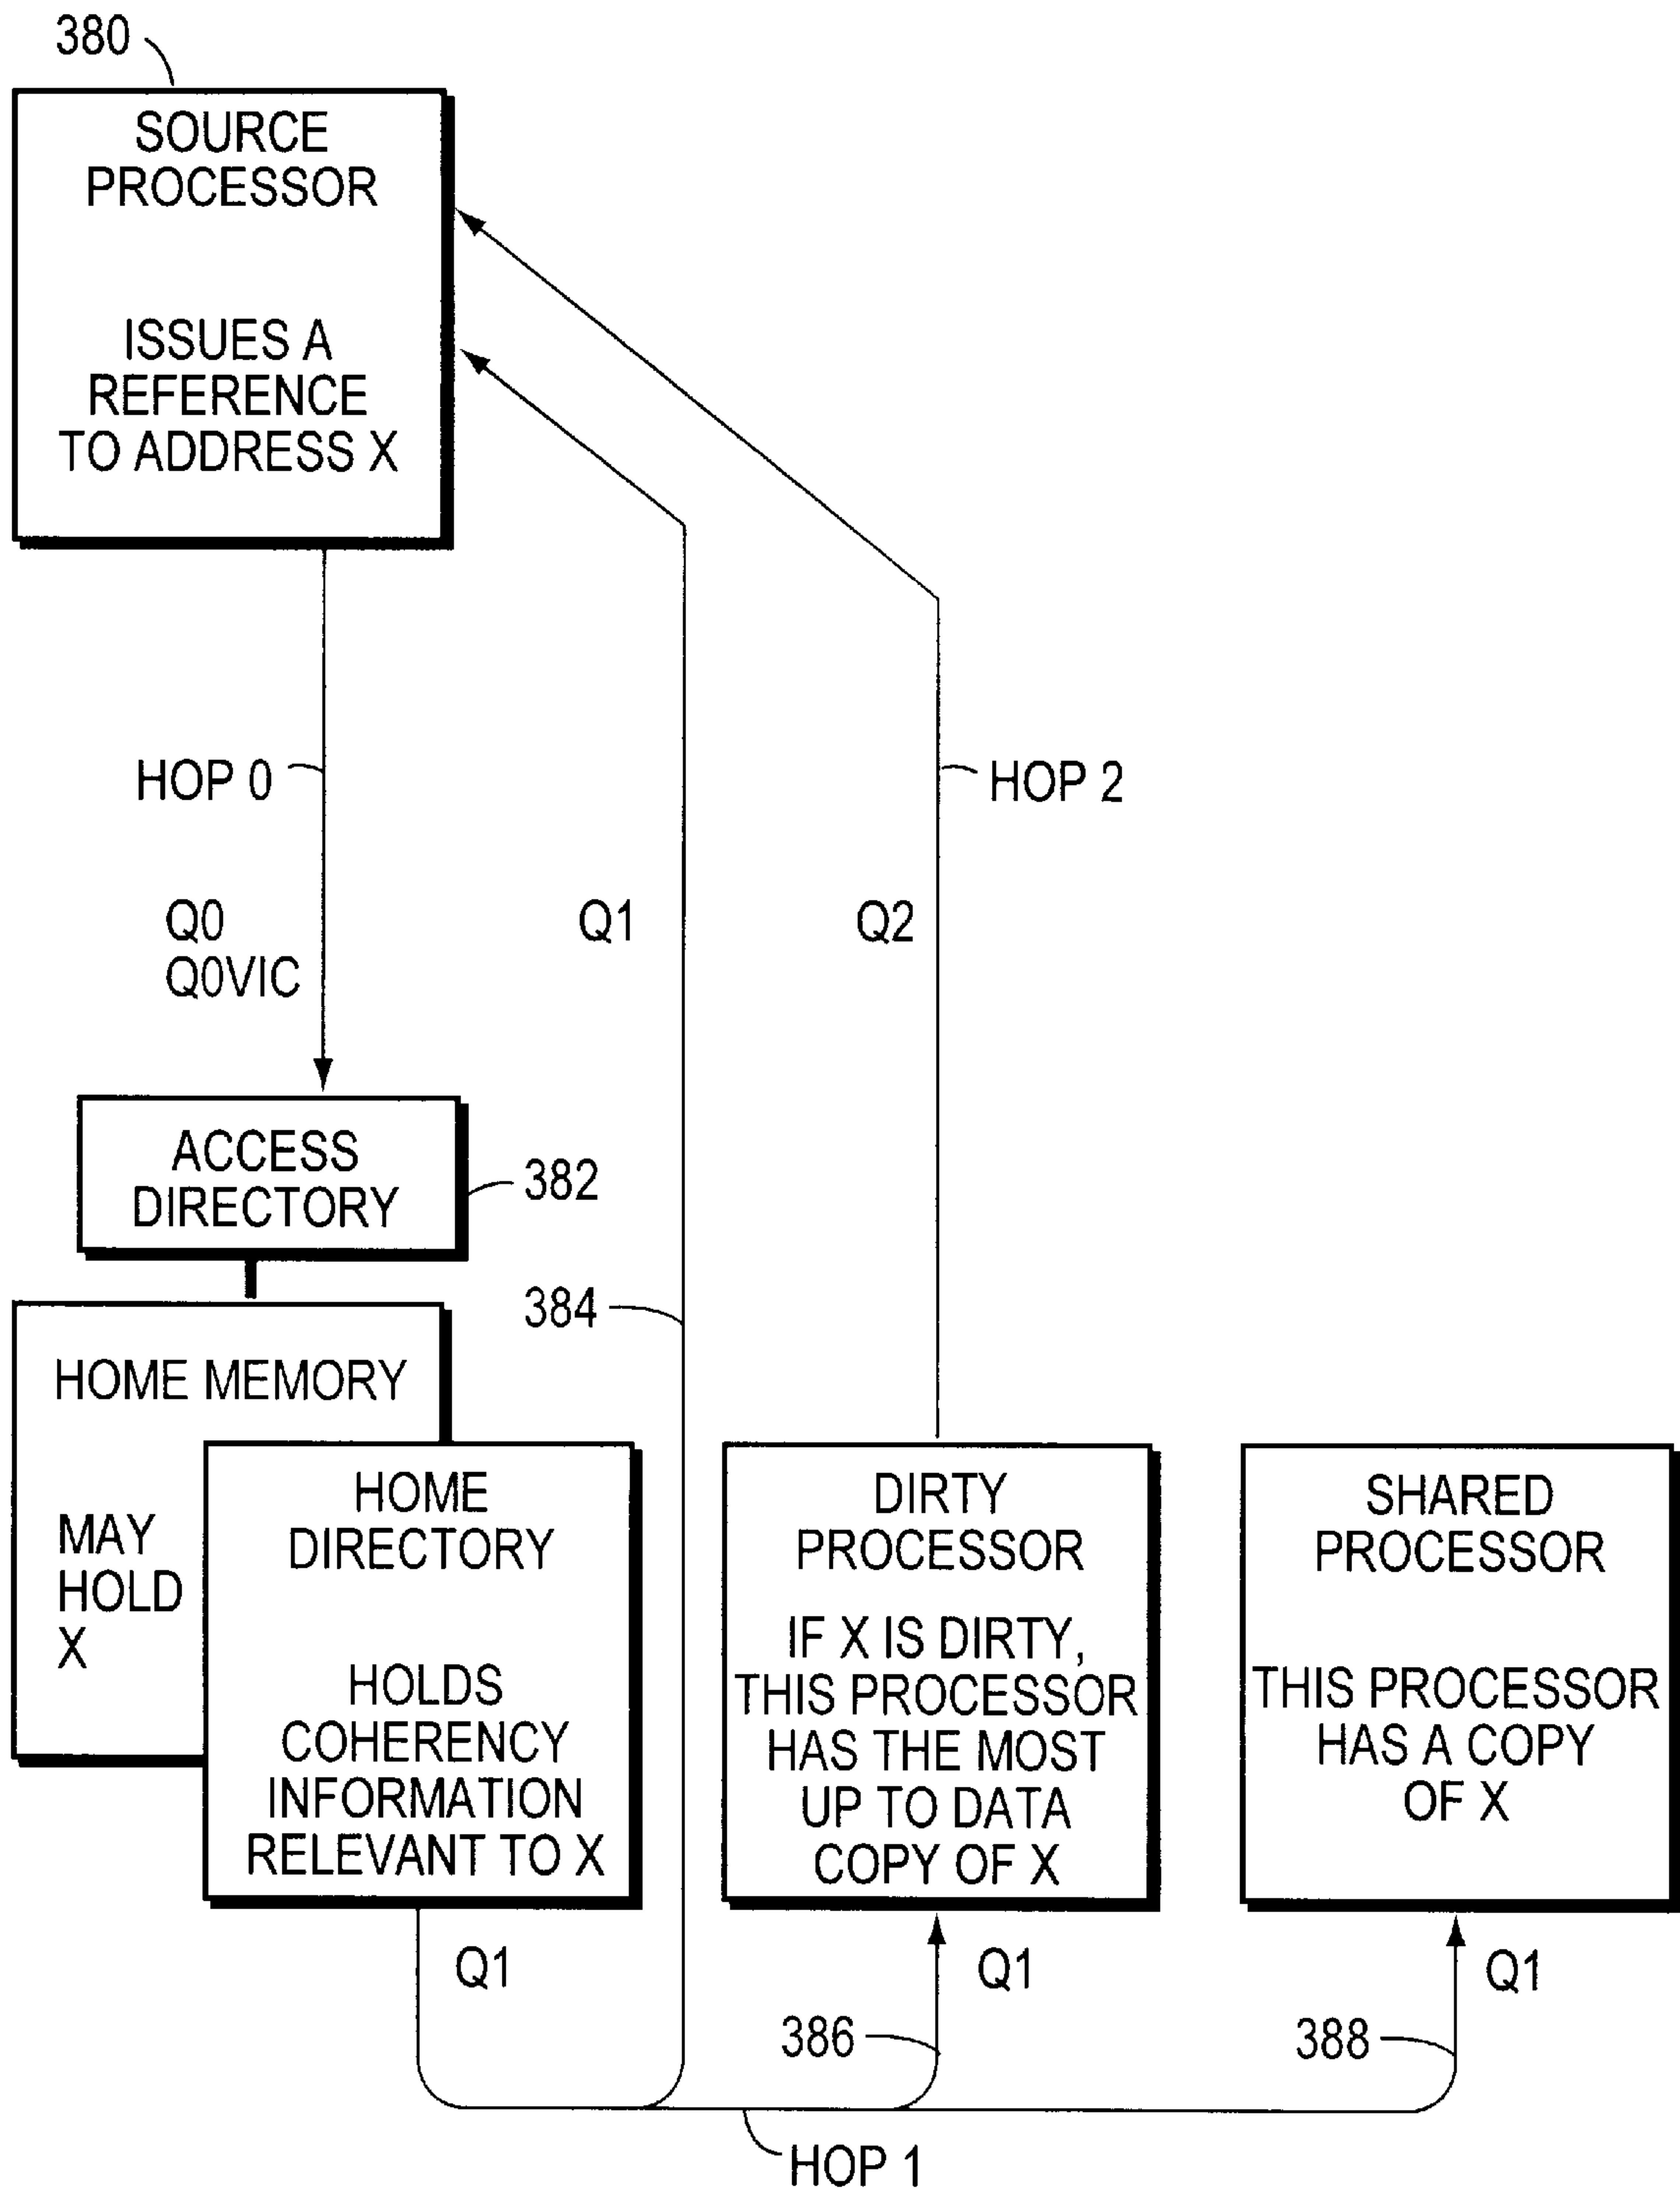 380
SOURCE
PROCESSOR
ISSUES A
REFERENCE
TO ADDRESS X
HOP 0
HOP 2
Q0
Q0VIC
Q1
Q2
ACCESS
DIRECTORY
382
384
HOME MEMORY
MAY
HOLD
X
HOME
DIRECTORY
HOLDS
COHERENCY
INFORMATION
RELEVANT TO X
DIRTY
PROCESSOR
IF X IS DIRTY,
THIS PROCESSOR
HAS THE MOST
UP TO DATA
COPY OF X
SHARED
PROCESSOR
THIS PROCESSOR
HAS A COPY
OF X
Q1
Q1
Q1
386
388
HOP 1